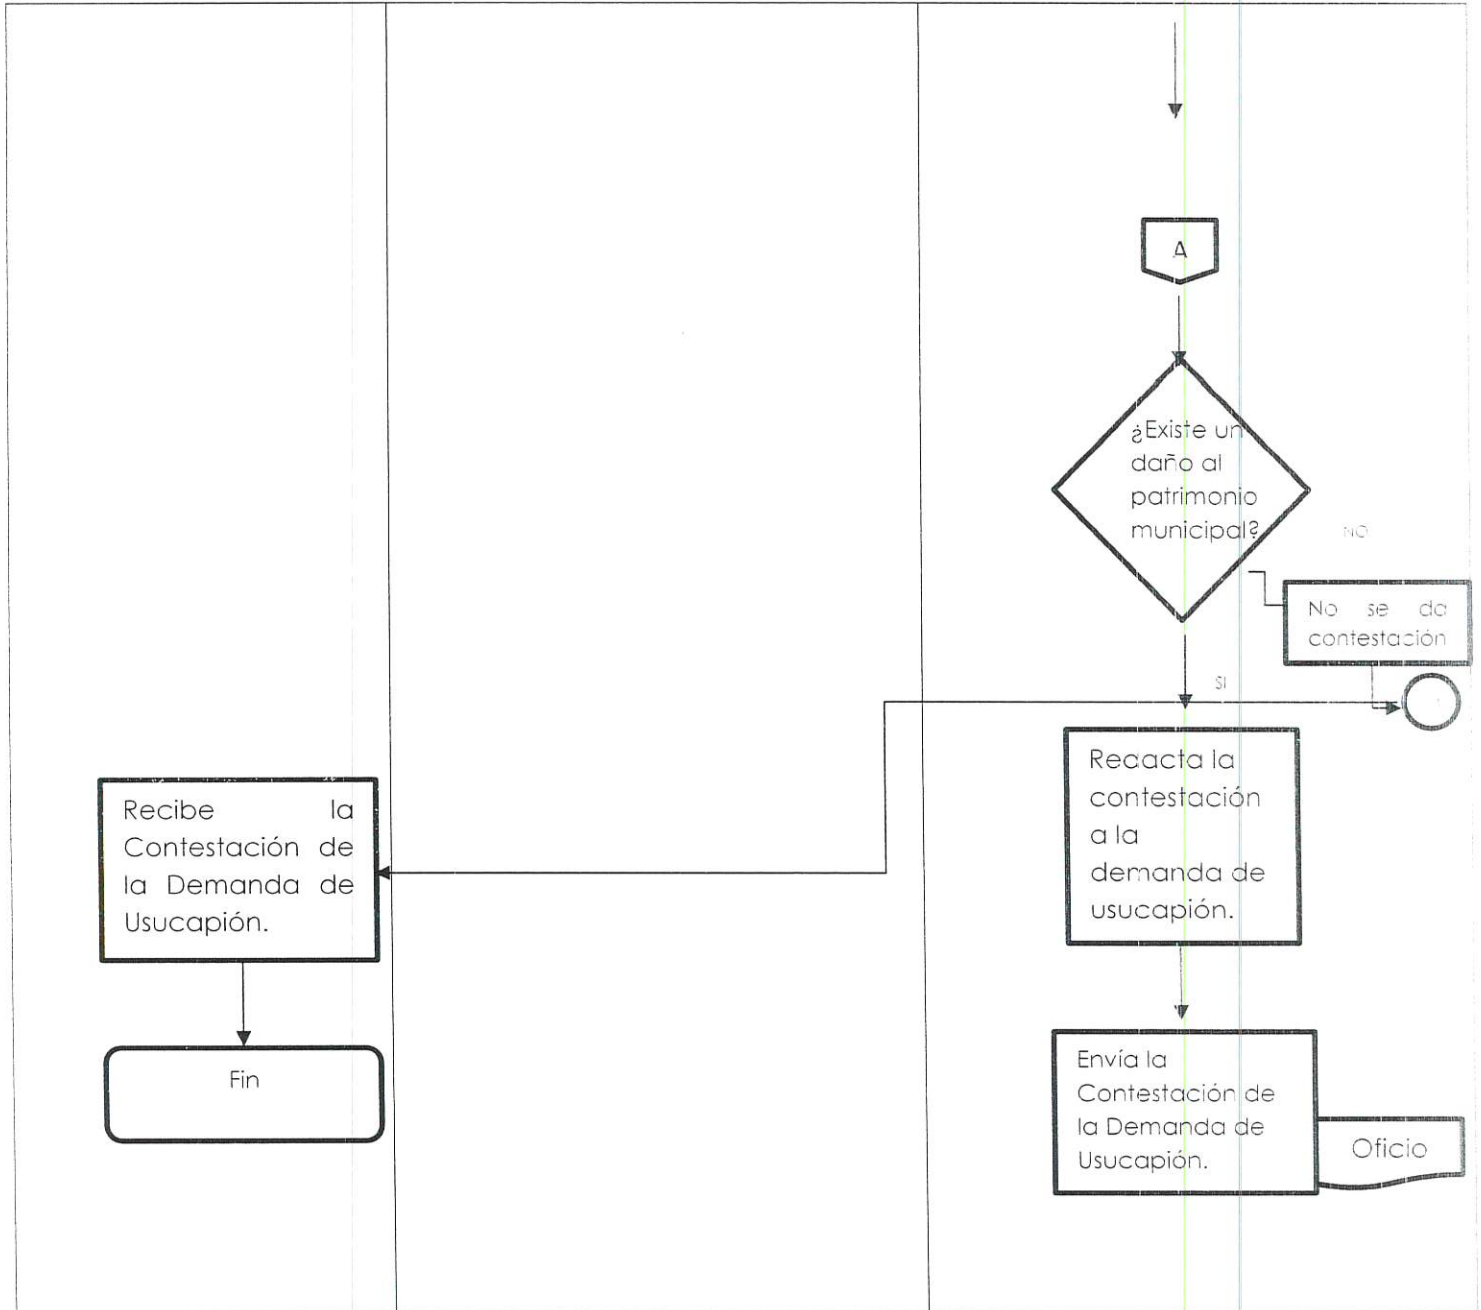 A
¿Existe un
daño al
patrimonio
municipal?
NO
No se da
contestación
SI
Redacta la
contestación
a la
demanda de
usucapión.
Recibe la
Contestación de
la Demanda de
Usucapión.
Fin
Envía la
Contestación de
la Demanda de
Usucapión.
Oficio